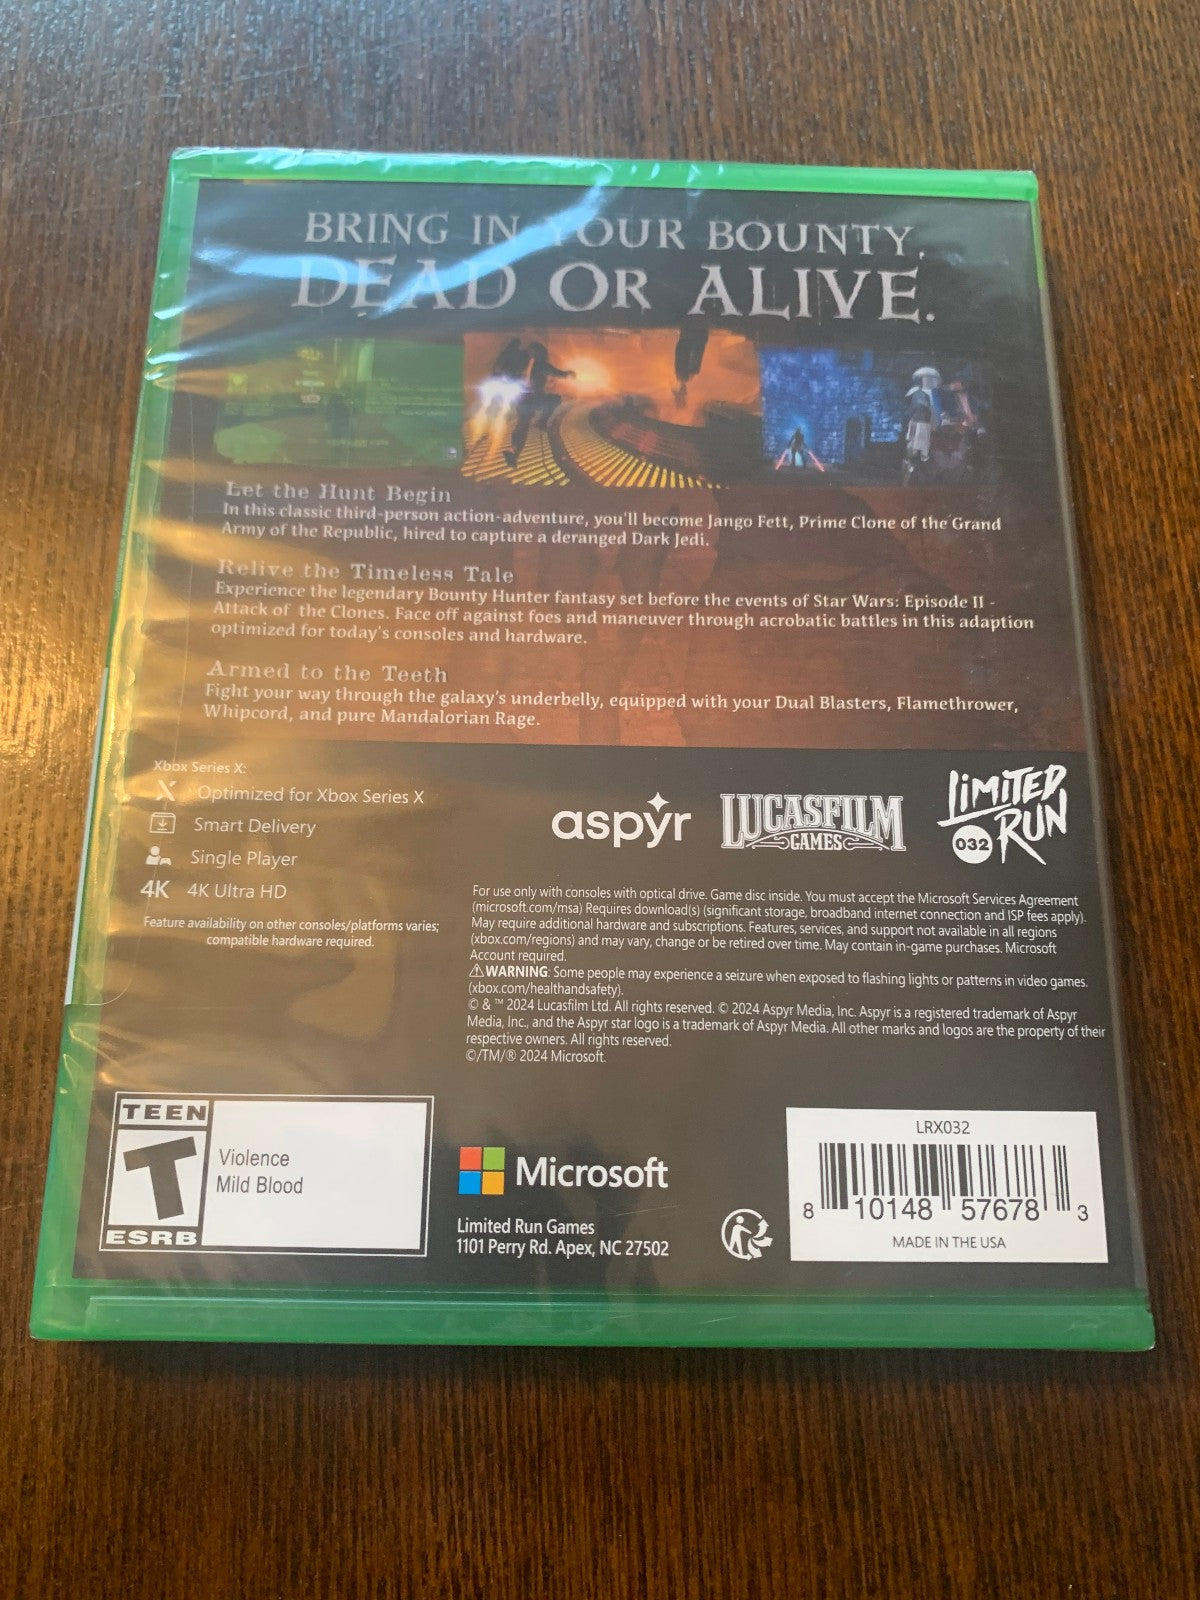 BRING IN YOUR BOUNTY,
DEAD OR ALIVE.
Let the Hunt Begin
In this classic third-person action-adventure, you'll become Jango Fett, Prime Clone of the Grand
Army of the Republic, hired to capture a deranged Dark Jedi.
Relive the Timeless Tale
Experience the legendary Bounty Hunter fantasy set before the events of Star Wars: Episode II -
Attack of the Clones. Face off against foes and maneuver through acrobatic battles in this adaption
optimized for today's consoles and hardware.
Armed to the Teeth
Fight your way through the galaxy's underbelly, equipped with your Dual Blasters, Flamethrower,
Whipcord, and pure Mandalorian Rage.
Xbox Series X:
X Optimized for Xbox Series X
Smart Delivery
Single Player
4K 4K Ultra HD
Feature availability on other consoles/platforms varies;
compatible hardware required.
aspyr
LUCASFILM
GAMES
LIMITED
RUN
032
For use only with consoles with optical drive. Game disc inside. You must accept the Microsoft Services Agreement
(microsoft.com/msa) Requires download(s) (significant storage, broadband internet connection and ISP fees apply).
May require additional hardware and subscriptions. Features, services, and support not available in all regions
(xbox.com/regions) and may vary, change or be retired over time. May contain in-game purchases. Microsoft
Account required.
⚠WARNING: Some people may experience a seizure when exposed to flashing lights or patterns in video games.
(xbox.com/healthandsafety).
© & ™ 2024 Lucasfilm Ltd. All rights reserved. © 2024 Aspyr Media, Inc. Aspyr is a registered trademark of Aspyr
Media, Inc., and the Aspyr star logo is a trademark of Aspyr Media. All other marks and logos are the property of their
respective owners. All rights reserved.
©/TM/® 2024 Microsoft.
TEEN
T
ESRB
Violence
Mild Blood
Microsoft
Limited Run Games
1101 Perry Rd. Apex, NC 27502
LRX032
8 10148 57678 3
MADE IN THE USA